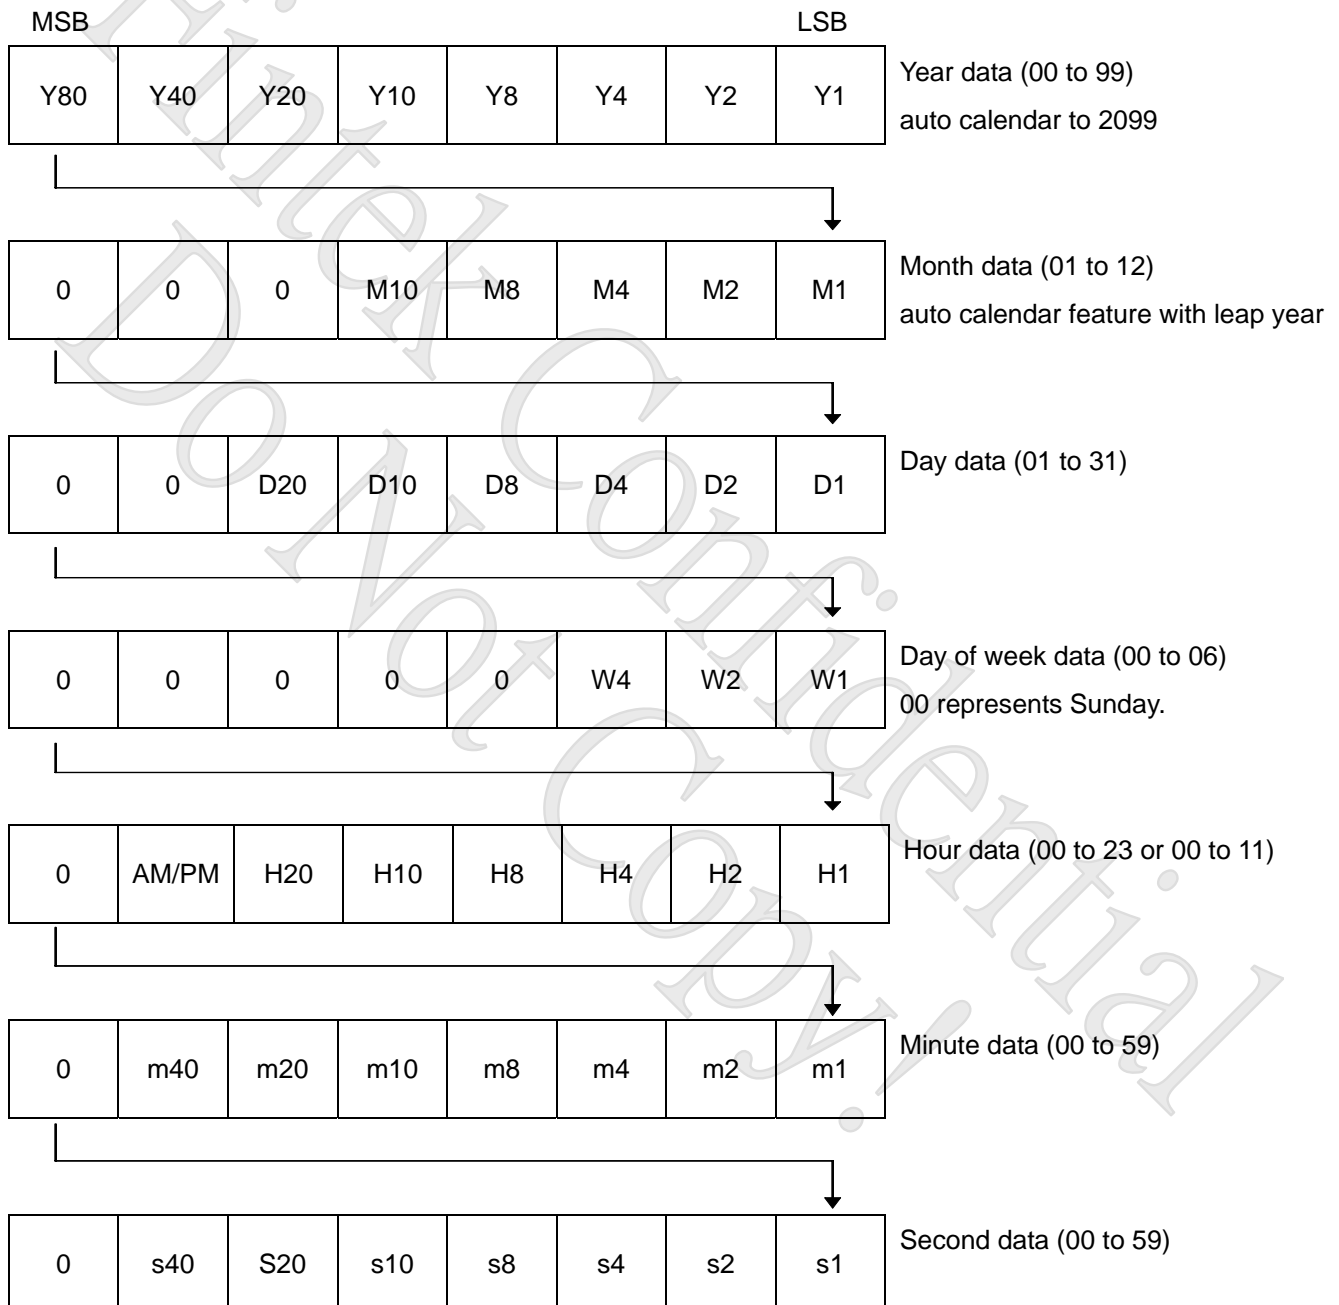 MSB LSB
Y80 Y40 Y20 Y10 Y8 Y4 Y2 Y1
Year data (00 to 99)
auto calendar to 2099
0 0 0 M10 M8 M4 M2 M1
Month data (01 to 12)
auto calendar feature with leap year
0 0 D20 D10 D8 D4 D2 D1
Day data (01 to 31)
0 0 0 0 0 W4 W2 W1
Day of week data (00 to 06)
00 represents Sunday.
0 AM/PM H20 H10 H8 H4 H2 H1
Hour data (00 to 23 or 00 to 11)
0 m40 m20 m10 m8 m4 m2 m1
Minute data (00 to 59)
0 s40 S20 s10 s8 s4 s2 s1
Second data (00 to 59)
Fintek Confidential
Do Not Copy!